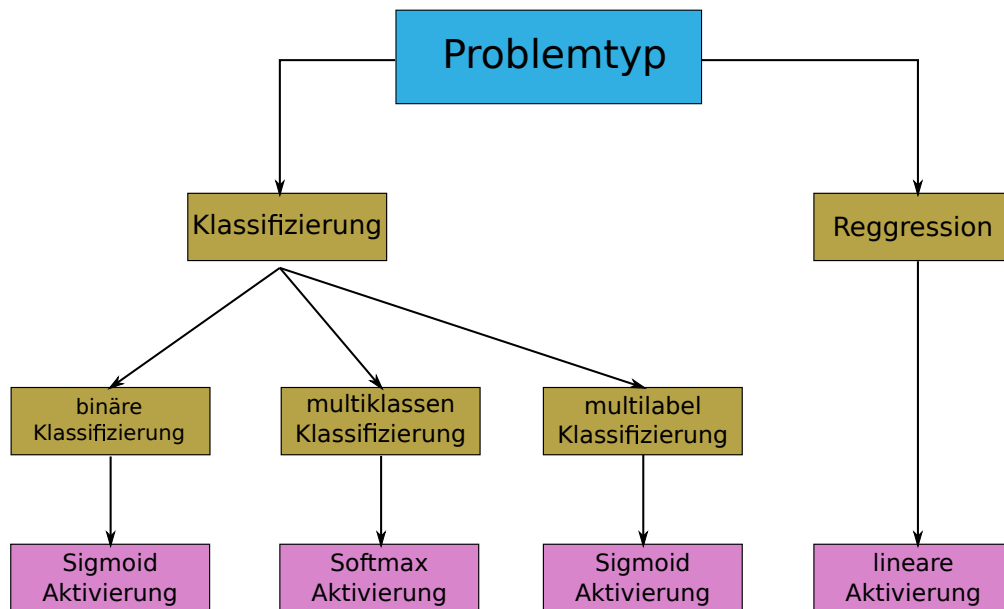 Problemtyp
Klassifizierung
Reggression
binäre
Klassifizierung
multiklassen
Klassifizierung
multilabel
Klassifizierung
Sigmoid
Aktivierung
Softmax
Aktivierung
Sigmoid
Aktivierung
lineare
Aktivierung